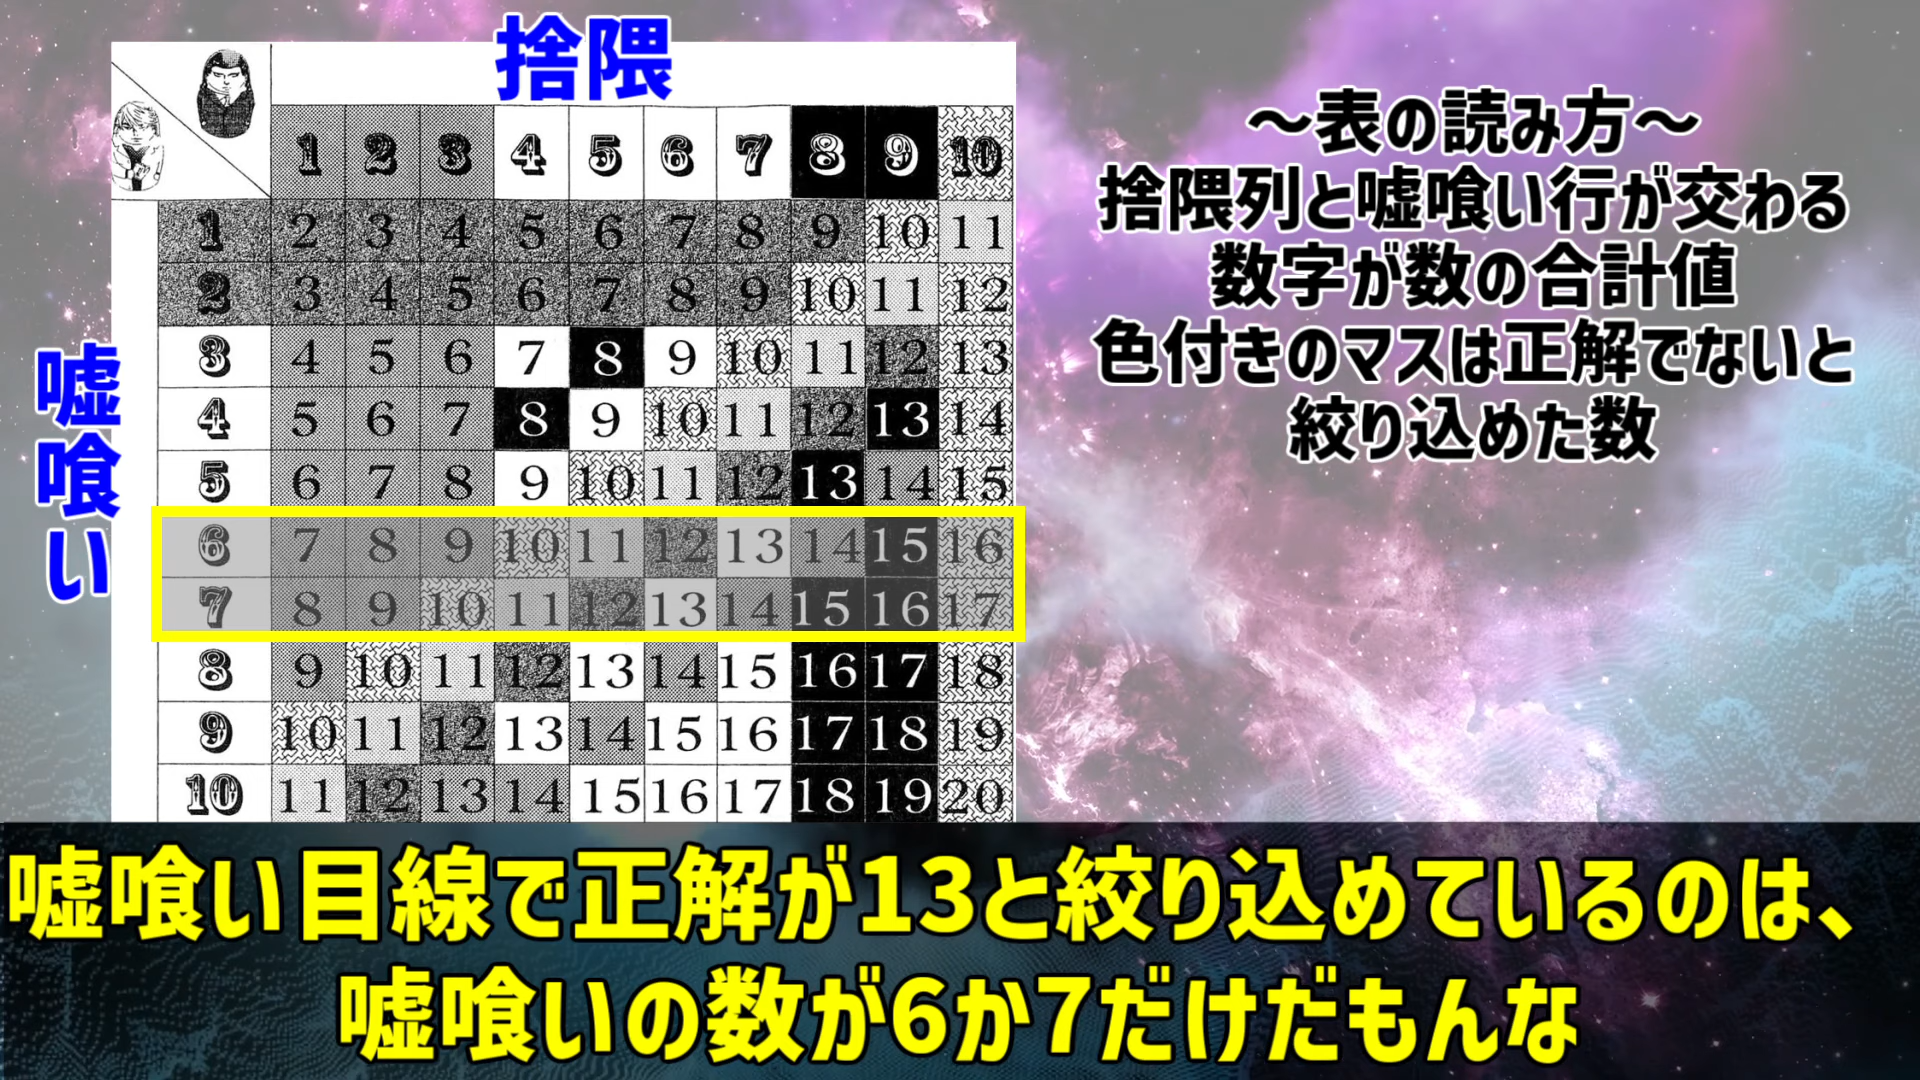 捨隈
1 2 3 4 5 6 7 8 9 10
1 2 3 4 5 6 7 8 9 10 11
2 3 4 5 6 7 8 9 10 11 12
3 4 5 6 7 8 9 10 11 12 13
4 5 6 7 8 9 10 11 12 13 14
5 6 7 8 9 10 11 12 13 14 15
6 7 8 9 10 11 12 13 14 15 16
7 8 9 10 11 12 13 14 15 16 17
8 9 10 11 12 13 14 15 16 17 18
9 10 11 12 13 14 15 16 17 18 19
10 11 12 13 14 15 16 17 18 19 20
嘘喰い
～表の読み方～
捨隈列と嘘喰い行が交わる
数字が数の合計値
色付きのマスは正解でないと
絞り込めた数
嘘喰い目線で正解が13と絞り込めているのは、
嘘喰いの数が6か7だけだもんな